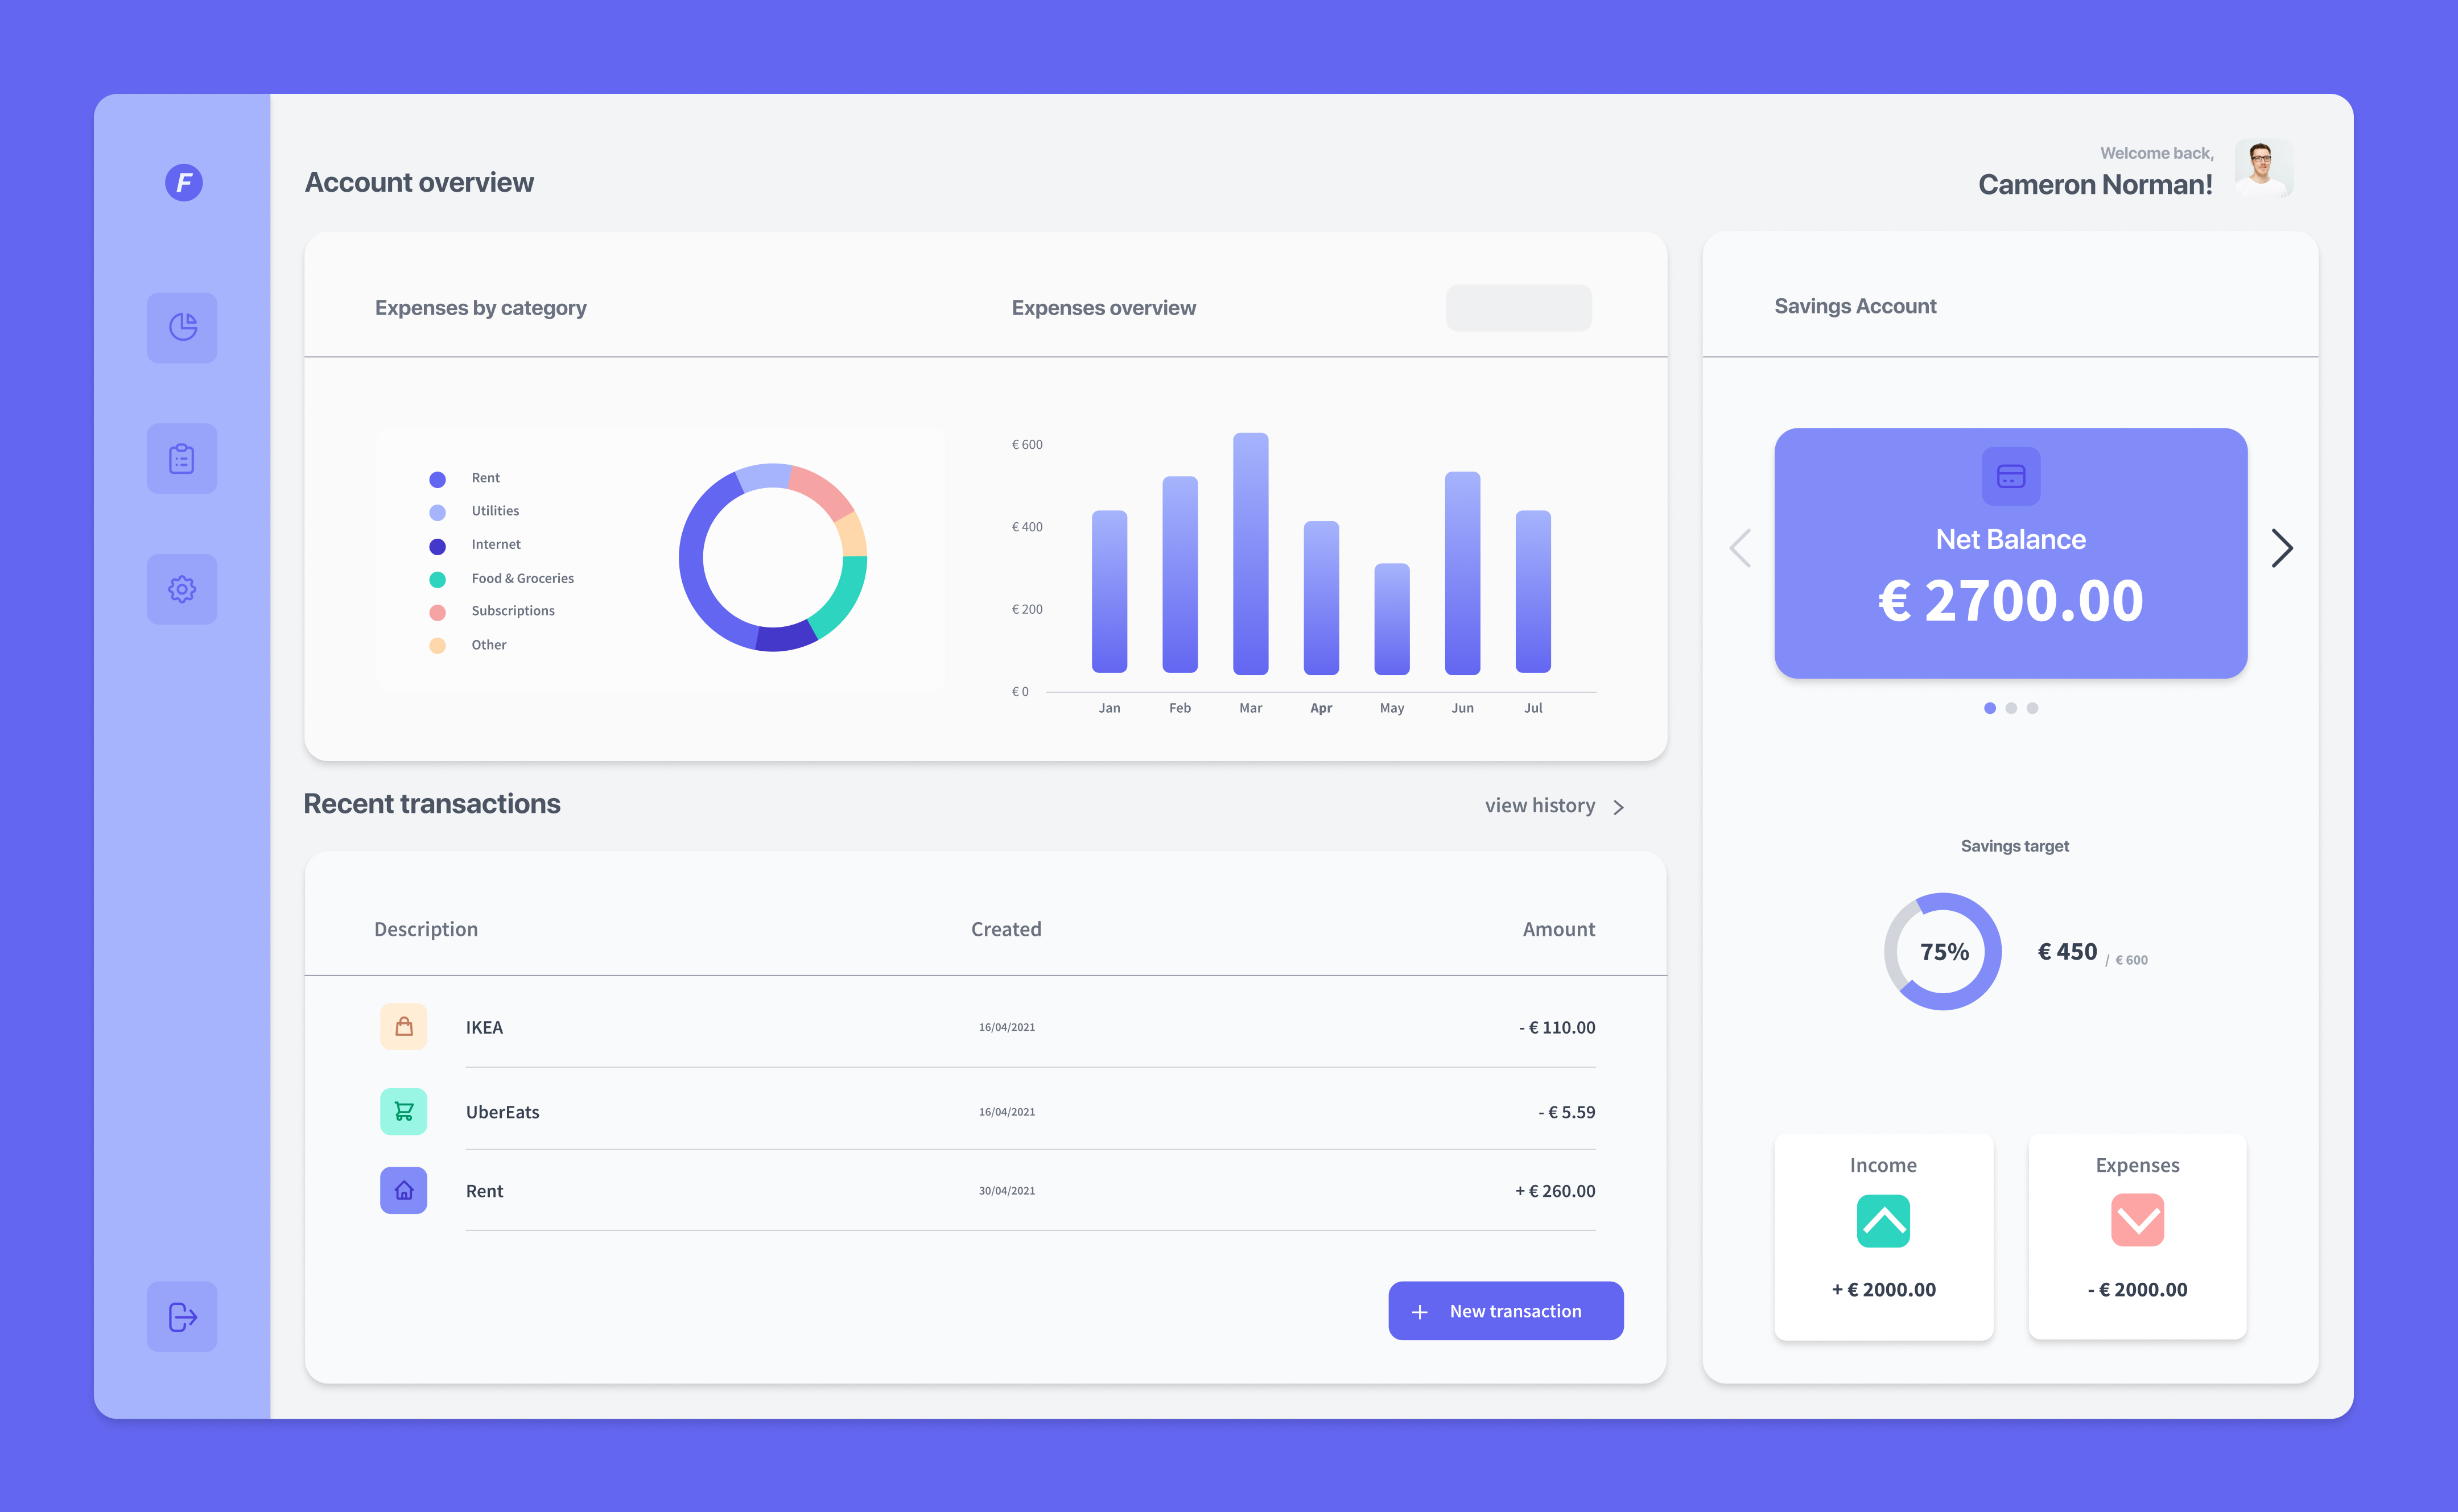 F
Account overview
Welcome back,
Cameron Norman!
Expenses by category
Expenses overview
Rent
Utilities
Internet
Food & Groceries
Subscriptions
Other
€ 600
€ 400
€ 200
€ 0
Jan Feb Mar Apr May Jun Jul
Savings Account
Net Balance
€ 2700.00
Recent transactions
view history
Description Created Amount
IKEA 16/04/2021 - € 110.00
UberEats 16/04/2021 - € 5.59
Rent 30/04/2021 + € 260.00
New transaction
Savings target
75%
€ 450 / € 600
Income
+ € 2000.00
Expenses
- € 2000.00